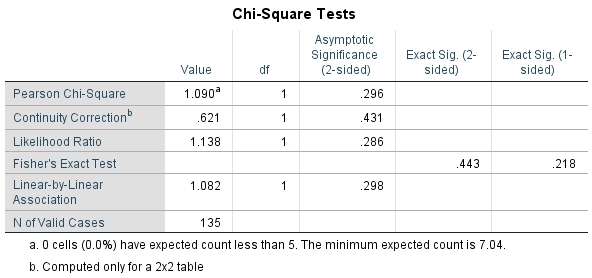 Chi-Square Tests
Value df Asymptotic Significance (2-sided) Exact Sig. (2-sided) Exact Sig. (1-sided)
Pearson Chi-Square 1.090a 1 .296
Continuity Correctionb .621 1 .431
Likelihood Ratio 1.138 1 .286
Fisher's Exact Test .443 .218
Linear-by-Linear Association 1.082 1 .298
N of Valid Cases 135
a. 0 cells (0.0%) have expected count less than 5. The minimum expected count is 7.04.
b. Computed only for a 2x2 table